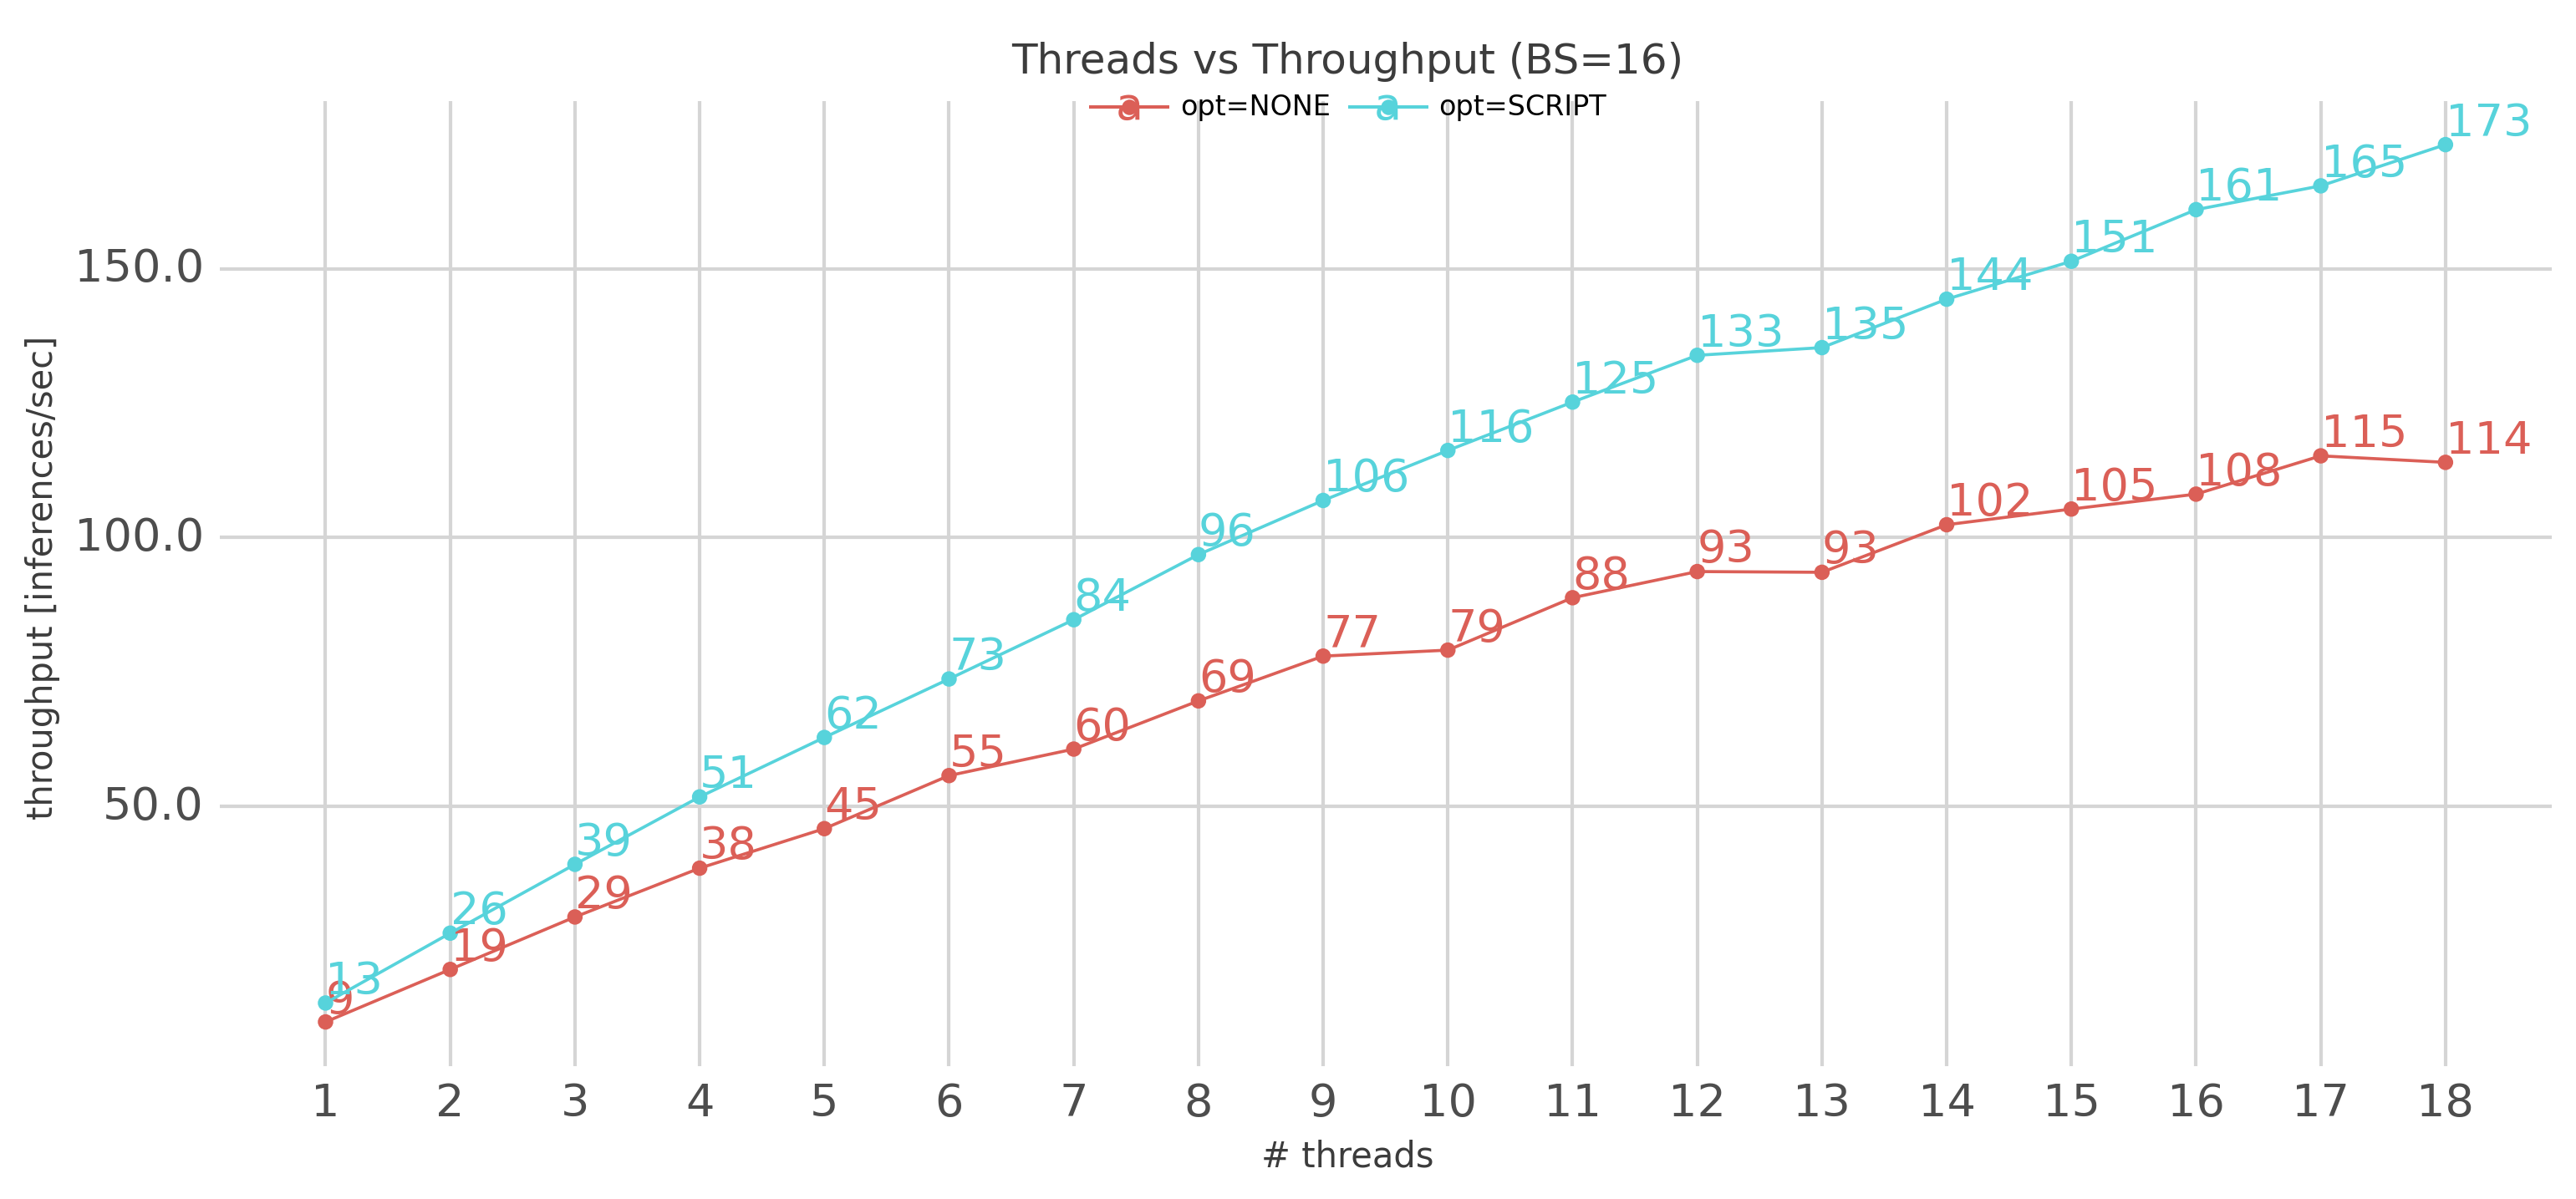 Threads vs Throughput (BS=16)
a opt=NONE a opt=SCRIPT
throughput [inferences/sec]
150.0
100.0
50.0
13 26 39 51 62 73 84 96 106 116 125 133 135 144 151 161 165 173
9 19 29 38 45 55 60 69 77 79 88 93 93 102 105 108 115 114
1 2 3 4 5 6 7 8 9 10 11 12 13 14 15 16 17 18
# threads